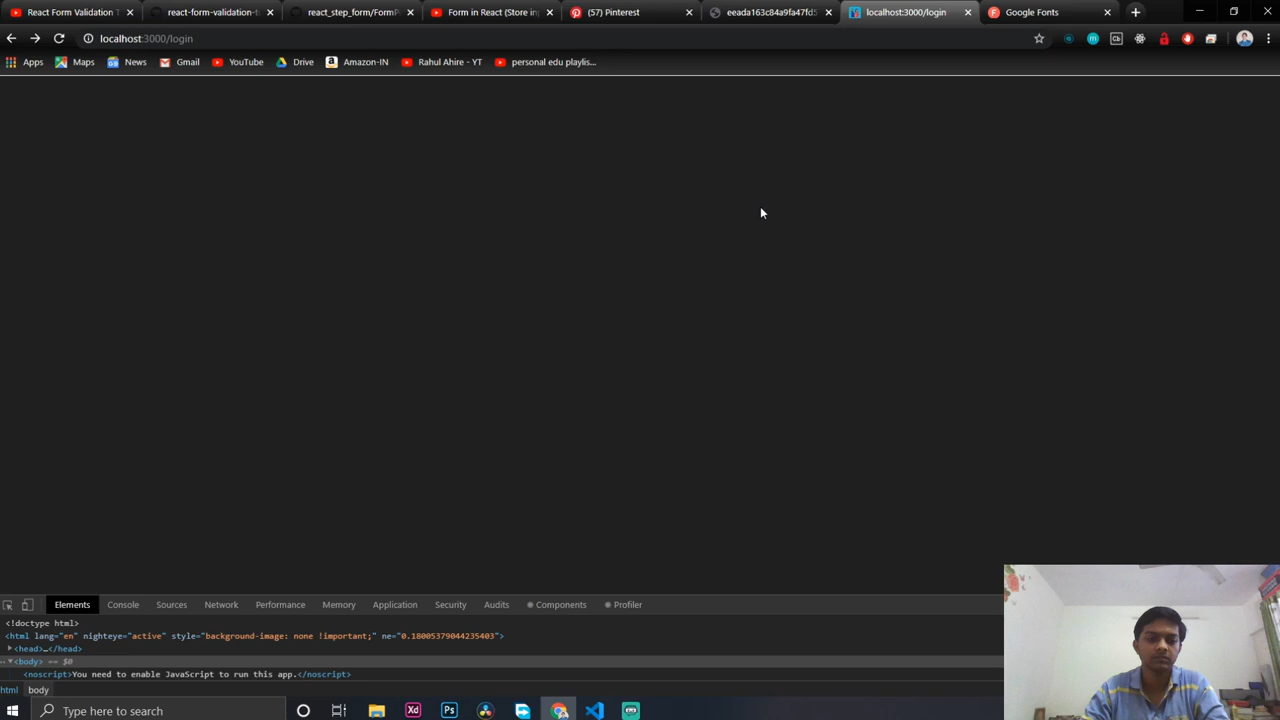 React Form Validation T
react-form-validation-t
react_step_form/FormP
Form in React (Store in
(57) Pinterest
eeada163c84a9fa47fd5
localhost:3000/login
Google Fonts
localhost:3000/login
Apps
Maps
News
Gmail
YouTube
Drive
Amazon-IN
Rahul Ahire - YT
personal edu playlis...
Elements
Console
Sources
Network
Performance
Memory
Application
Security
Audits
Components
Profiler
<!doctype html>
<html lang="en" nighteye="active" style="background-image: none !important;" ne="0.18005379044235403">
<head>…</head>
<body> == $0
<noscript>You need to enable JavaScript to run this app.</noscript>
html body
Type here to search